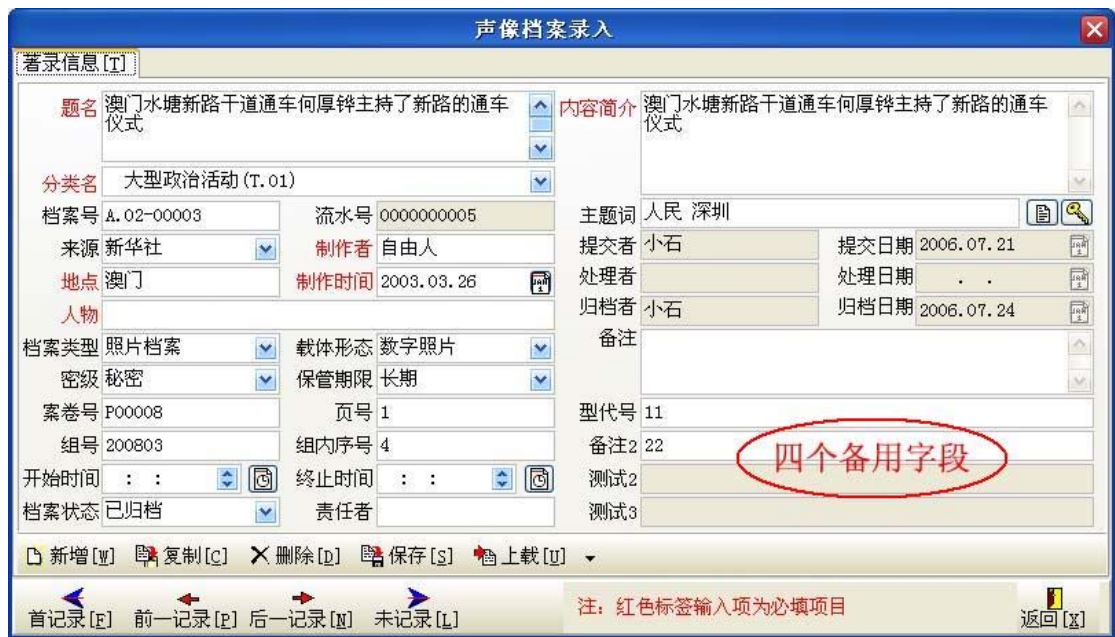 声像档案录入
著录信息[T]
题名 澳门水塘新路干道通车何厚铧主持了新路的通车
仪式
内容简介 澳门水塘新路干道通车何厚铧主持了新路的通车
仪式
分类名 大型政治活动(T.01)
档案号 A.02-00003 流水号 0000000005 主题词 人民 深圳
来源 新华社 制作者 自由人 提交者 小石 提交日期 2006.07.21
地点 澳门 制作时间 2003.03.26 处理者 处理日期 . .
人物 归档者 小石 归档日期 2006.07.24
档案类型 照片档案 载体形态 数字照片 备注
密级 秘密 保管期限 长期
案卷号 P00008 页号 1 型代号 11
组号 200803 组内序号 4 备注2 22
四个备用字段
开始时间 : : 终止时间 : : 测试2
档案状态 已归档 责任者 测试3
新增[W] 复制[C] 删除[D] 保存[S] 上载[U]
首记录[F] 前一记录[P] 后一记录[N] 未记录[L] 注：红色标签输入项为必填项目 返回[X]